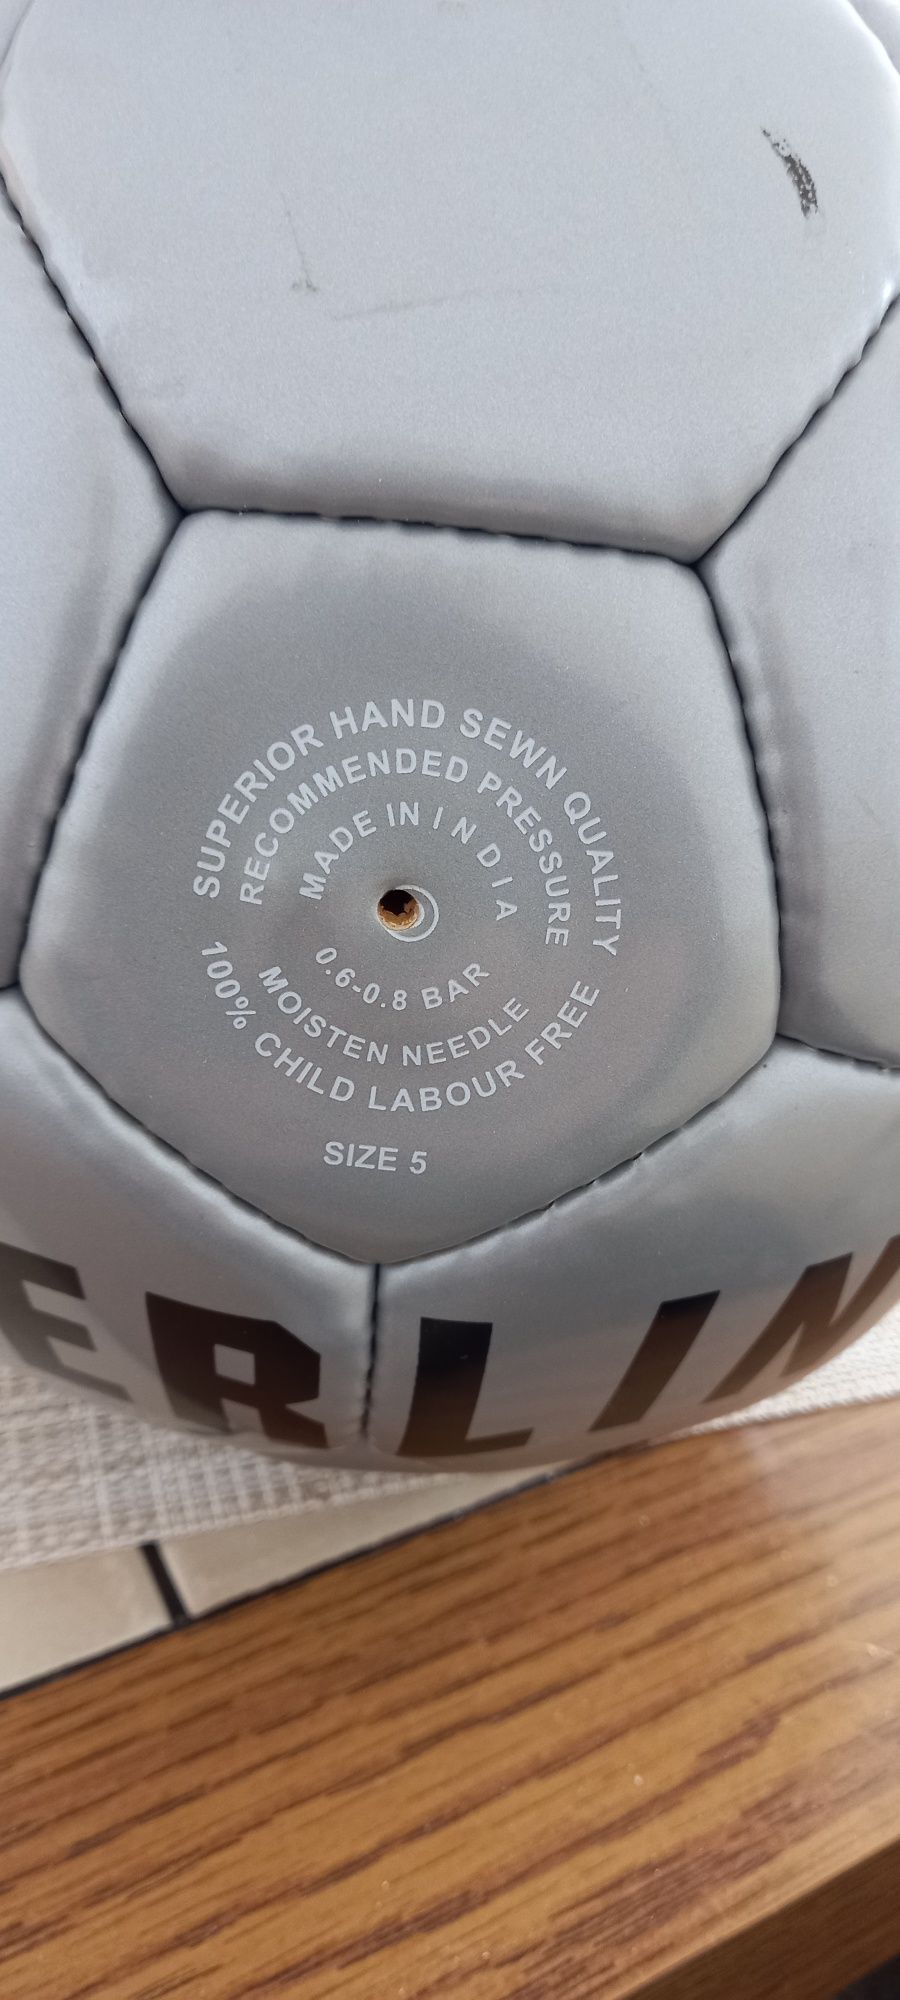 SUPERIOR HAND SEWN QUALITY
RECOMMENDED PRESSURE
MADE IN INDIA
0.6-0.8 BAR
MOISTEN NEEDLE
100% CHILD LABOUR FREE
SIZE 5
ERLIN